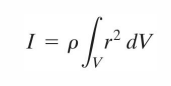 I = ρ ∫_V r² dV